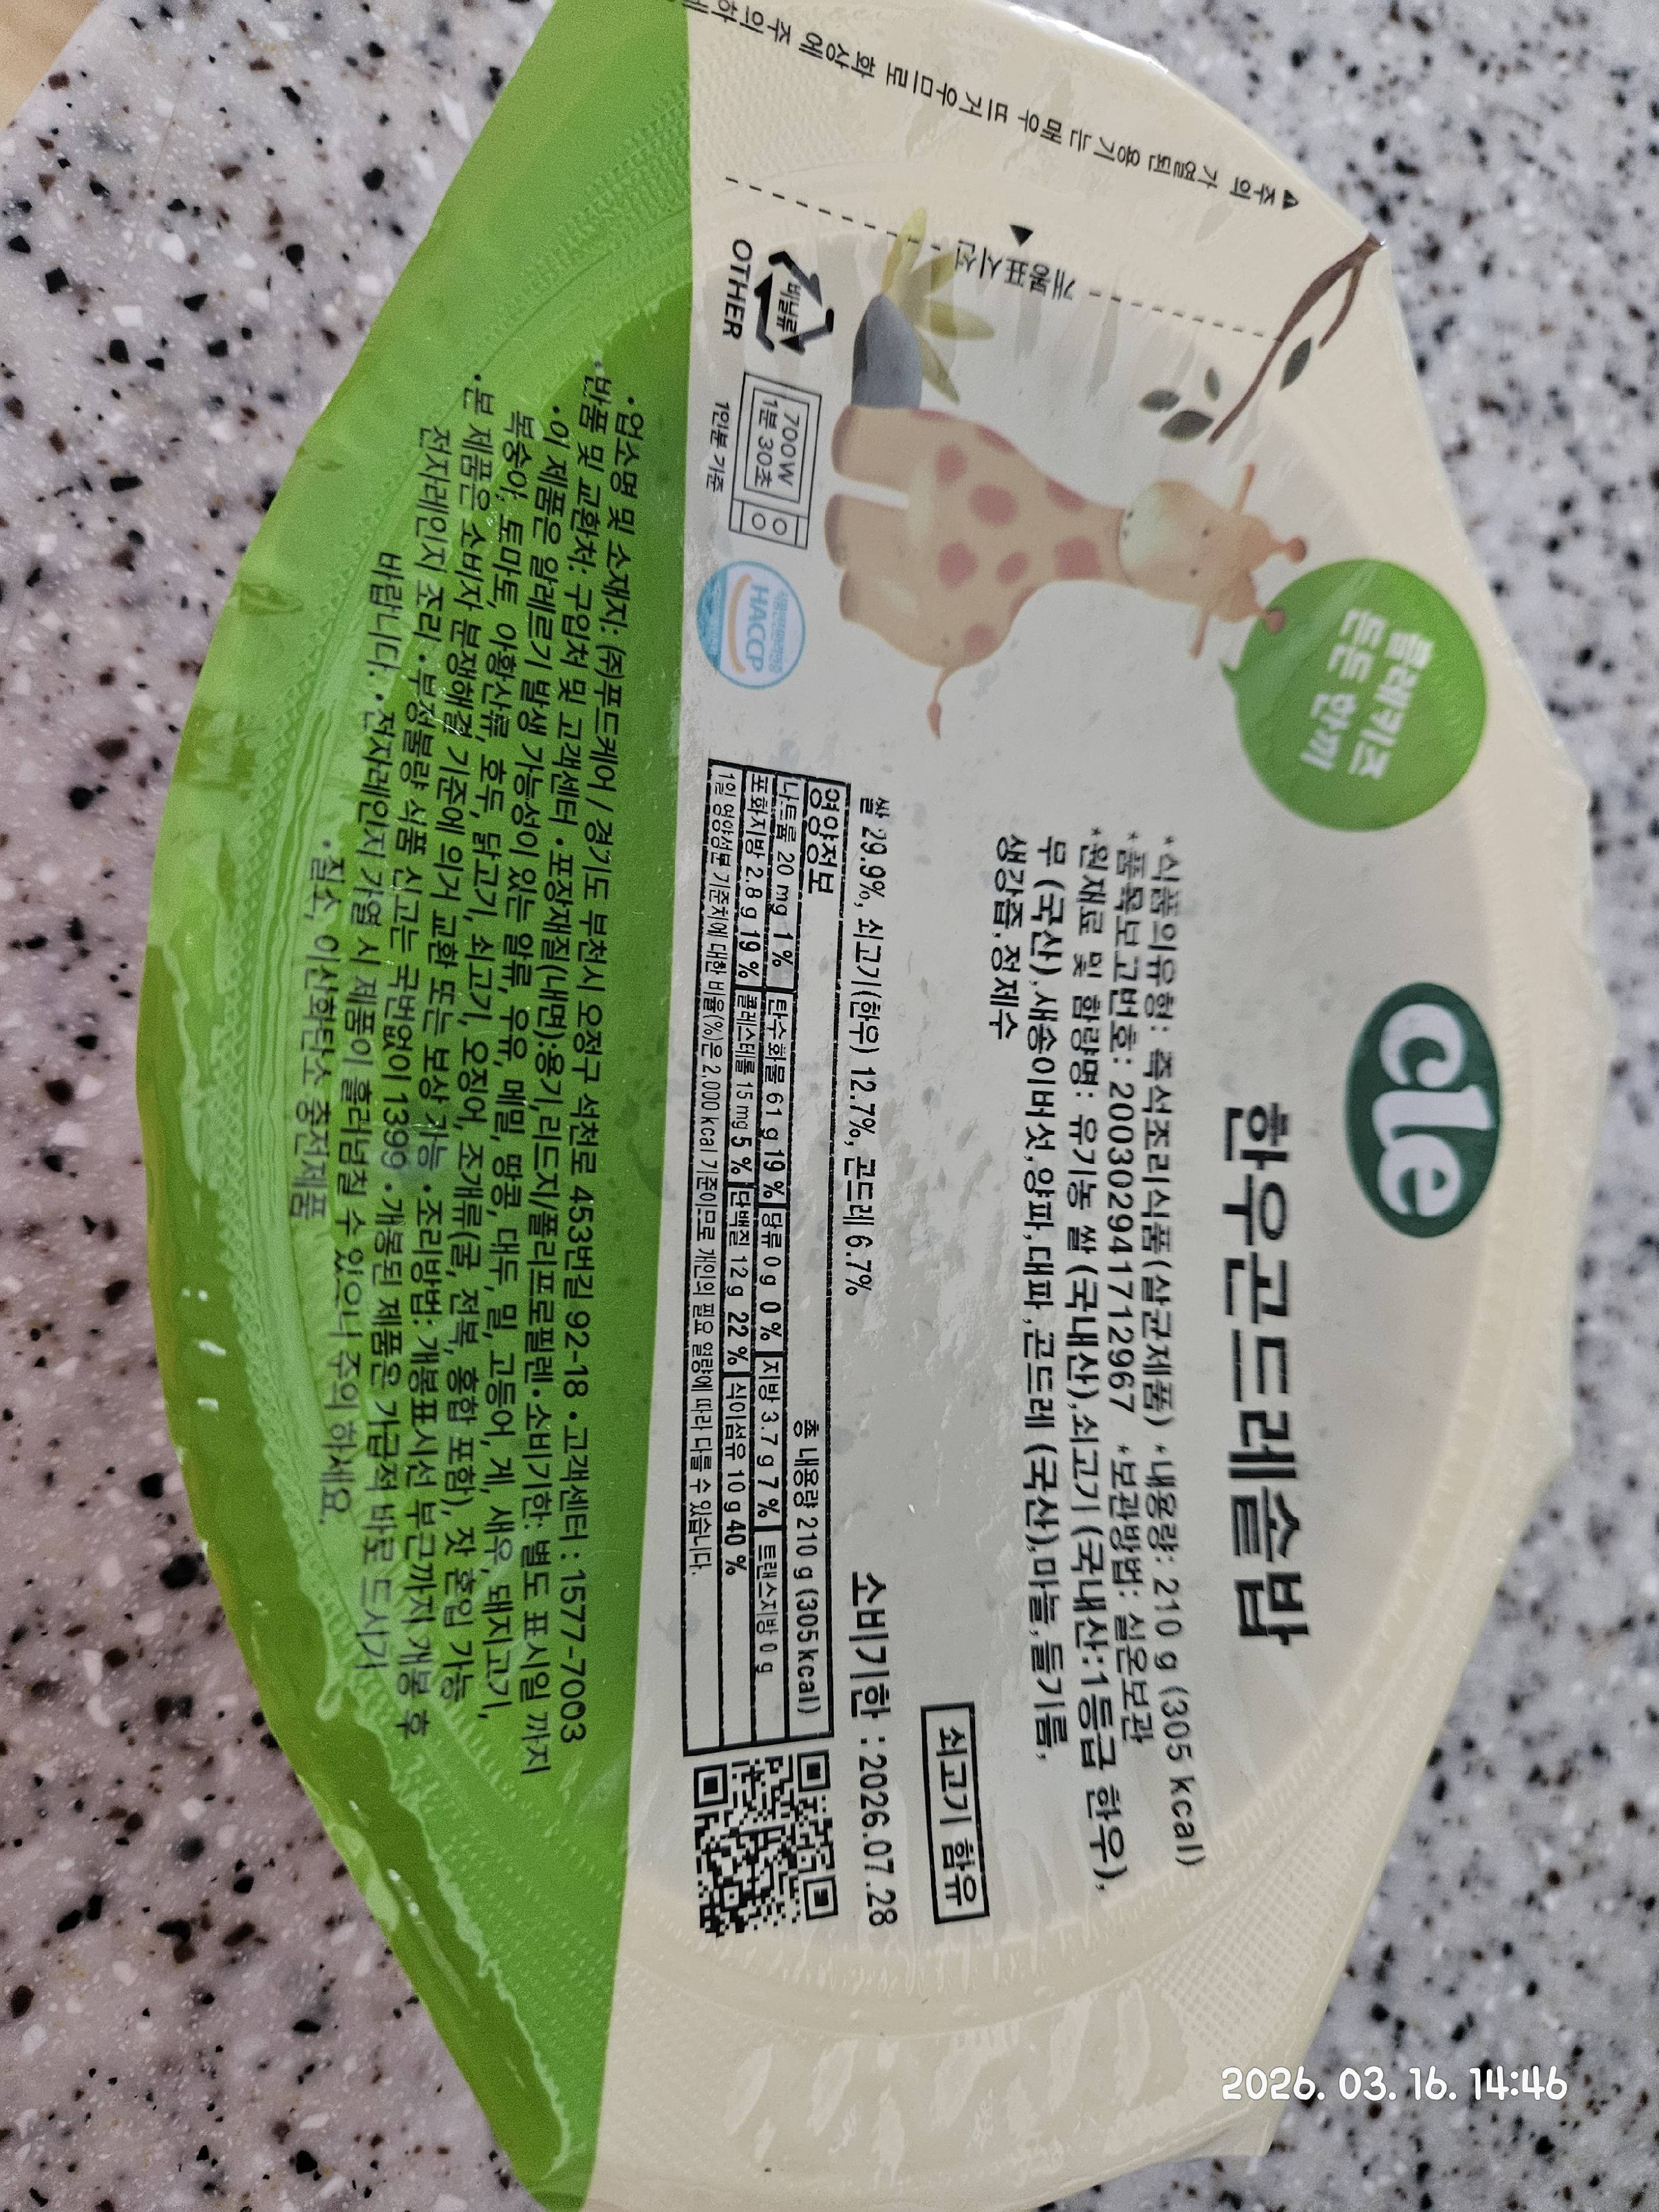 cle
한우곤드레솥밥
클레키즈
든든 한끼
*식품의유형: 즉석조리식품(살균제품) *내용량: 210 g (305 kcal)
*품목보고번호: 20030294171 2967 *보관방법: 실온보관
*원재료 및 함량명: 유기농 쌀(국내산),쇠고기(국내산:1등급 한우),
무(국산),새송이버섯,양파,대파,곤드레(국산),마늘,들기름,
생강즙,정제수
쇠고기 함유
쌀 29.9%, 쇠고기(한우) 12.7%, 곤드레 6.7%
소비기한 : 2026.07.28
영양정보 총 내용량 210 g (305 kcal)
나트륨 20 mg 1 % 탄수화물 61 g 19 % 당류 0 g 0 % 지방 3.7 g 7 % 트랜스지방 0 g
포화지방 2.8 g 19 % 콜레스테롤 15 mg 5 % 단백질 12 g 22 % 식이섬유 10 g 40 %
1일 영양성분 기준치에 대한 비율(%)은 2,000 kcal 기준이므로 개인의 필요 열량에 따라 다를 수 있습니다.
▲주의 가열된 용기는 매우 뜨거우므로 화상에 주의하세
개봉표시선
비닐류
OTHER
700W
1분 30초
1인분 기준
HACCP
•업소명 및 소재지: (주)푸드케어 / 경기도 부천시 오정구 석천로 453번길 92-18 •고객센터 : 1577-7003
•반품 및 교환처: 구입처 및 고객센터 •포장재질(내면):용기,리드지/폴리프로필렌 •소비기한: 별도 표시일 까지
•이 제품은 알레르기 발생 가능성이 있는 알류, 우유, 메밀, 땅콩, 대두, 밀, 고등어, 게, 새우, 돼지고기,
복숭아, 토마토, 아황산류, 호두, 닭고기, 쇠고기, 오징어, 조개류(굴, 전복, 홍합 포함), 잣 혼입 가능
•본 제품은 소비자 분쟁해결 기준에 의거 교환 또는 보상 가능 •조리방법: 개봉표시선 부근까지 개봉 후
전자레인지 조리 •부정불량 식품 신고는 국번없이 1399 •개봉된 제품은 가급적 바로 드시기
바랍니다. •전자레인지 가열 시 제품이 흘러넘칠 수 있으니 주의 하세요.
•질소, 이산화탄소 충전제품
2026. 03. 16. 14:46